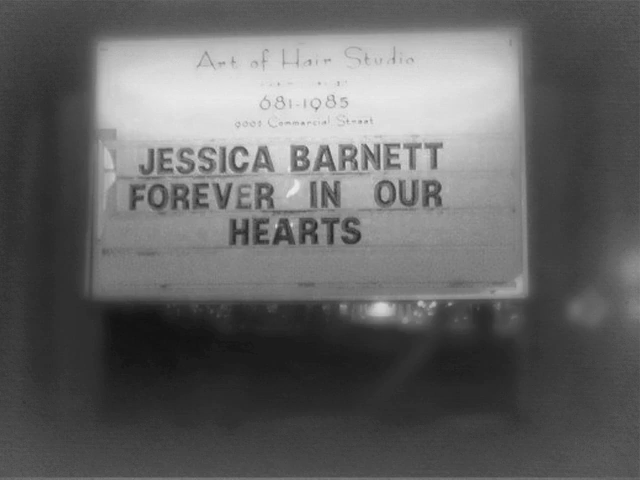 Art of Hair Studio
681-1985
9005 Commercial Street
JESSICA BARNETT
FOREVER IN OUR
HEARTS